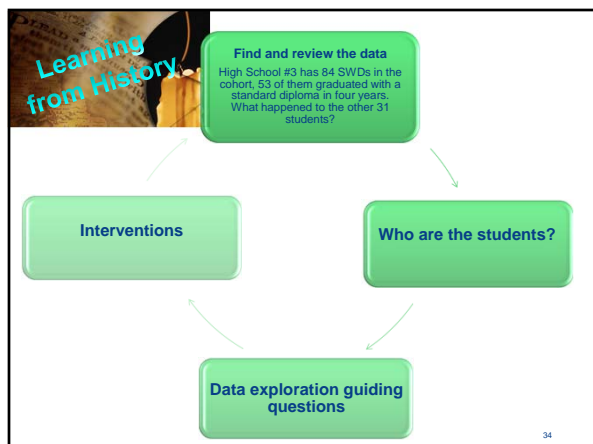 Learning
from History
Find and review the data
High School #3 has 84 SWDs in the
cohort, 53 of them graduated with a
standard diploma in four years.
What happened to the other 31
students?
Who are the students?
Data exploration guiding
questions
Interventions
34